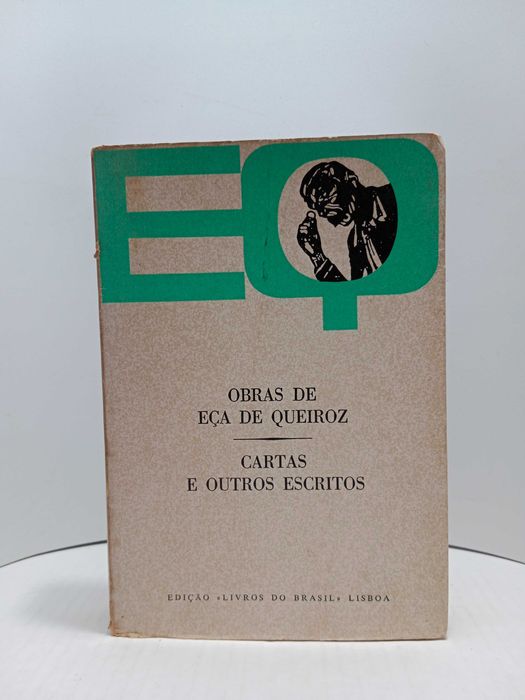 EQ
OBRAS DE
EÇA DE QUEIROZ
CARTAS
E OUTROS ESCRITOS
EDIÇÃO «LIVROS DO BRASIL» LISBOA